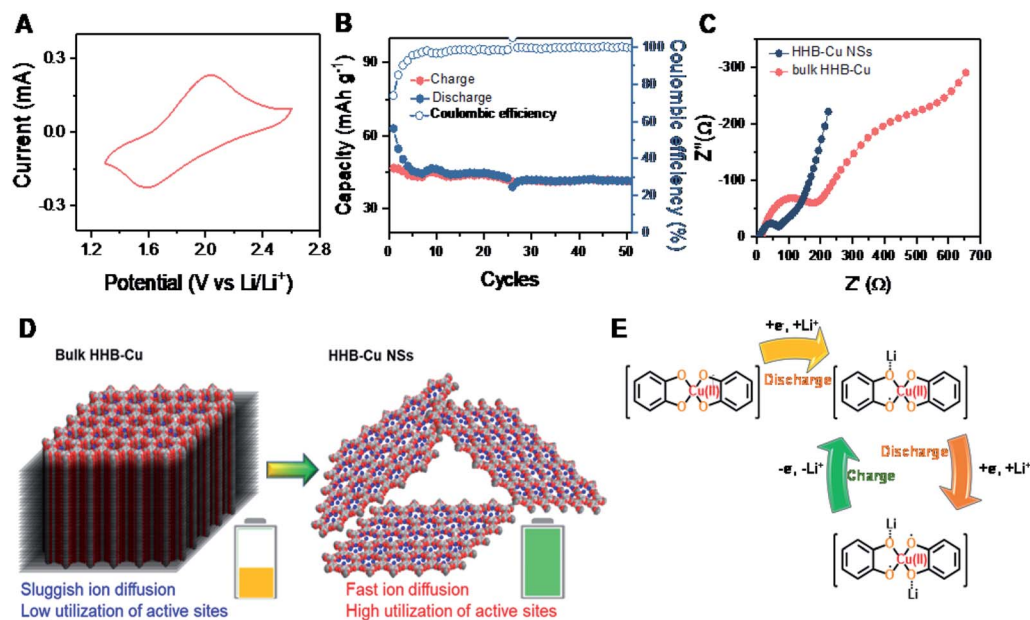 A
Current (mA)
0.3
0.0
-0.3
1.2
1.6
2.0
2.4
2.8
Potential (V vs Li/Li⁺)
B
Capacity (mAh g⁻¹)
90
60
30
Charge
Discharge
Coulombic efficiency
0
10
20
30
40
50
Cycles
100
80
60
40
20
0
Coulombic efficiency (%)
C
HHB-Cu NSs
bulk HHB-Cu
Z''(Ω)
-300
-200
-100
0
0
100
200
300
400
500
600
700
Z' (Ω)
D
Bulk HHB-Cu
HHB-Cu NSs
Sluggish ion diffusion
Low utilization of active sites
Fast ion diffusion
High utilization of active sites
E
+e⁻, +Li⁺
Discharge
O O
Cu(II)
O O
Li
O O
Cu(II)
O O
-e⁻, -Li⁺
Charge
Discharge
+e⁻, +Li⁺
Li
O O
Cu(II)
O O
Li